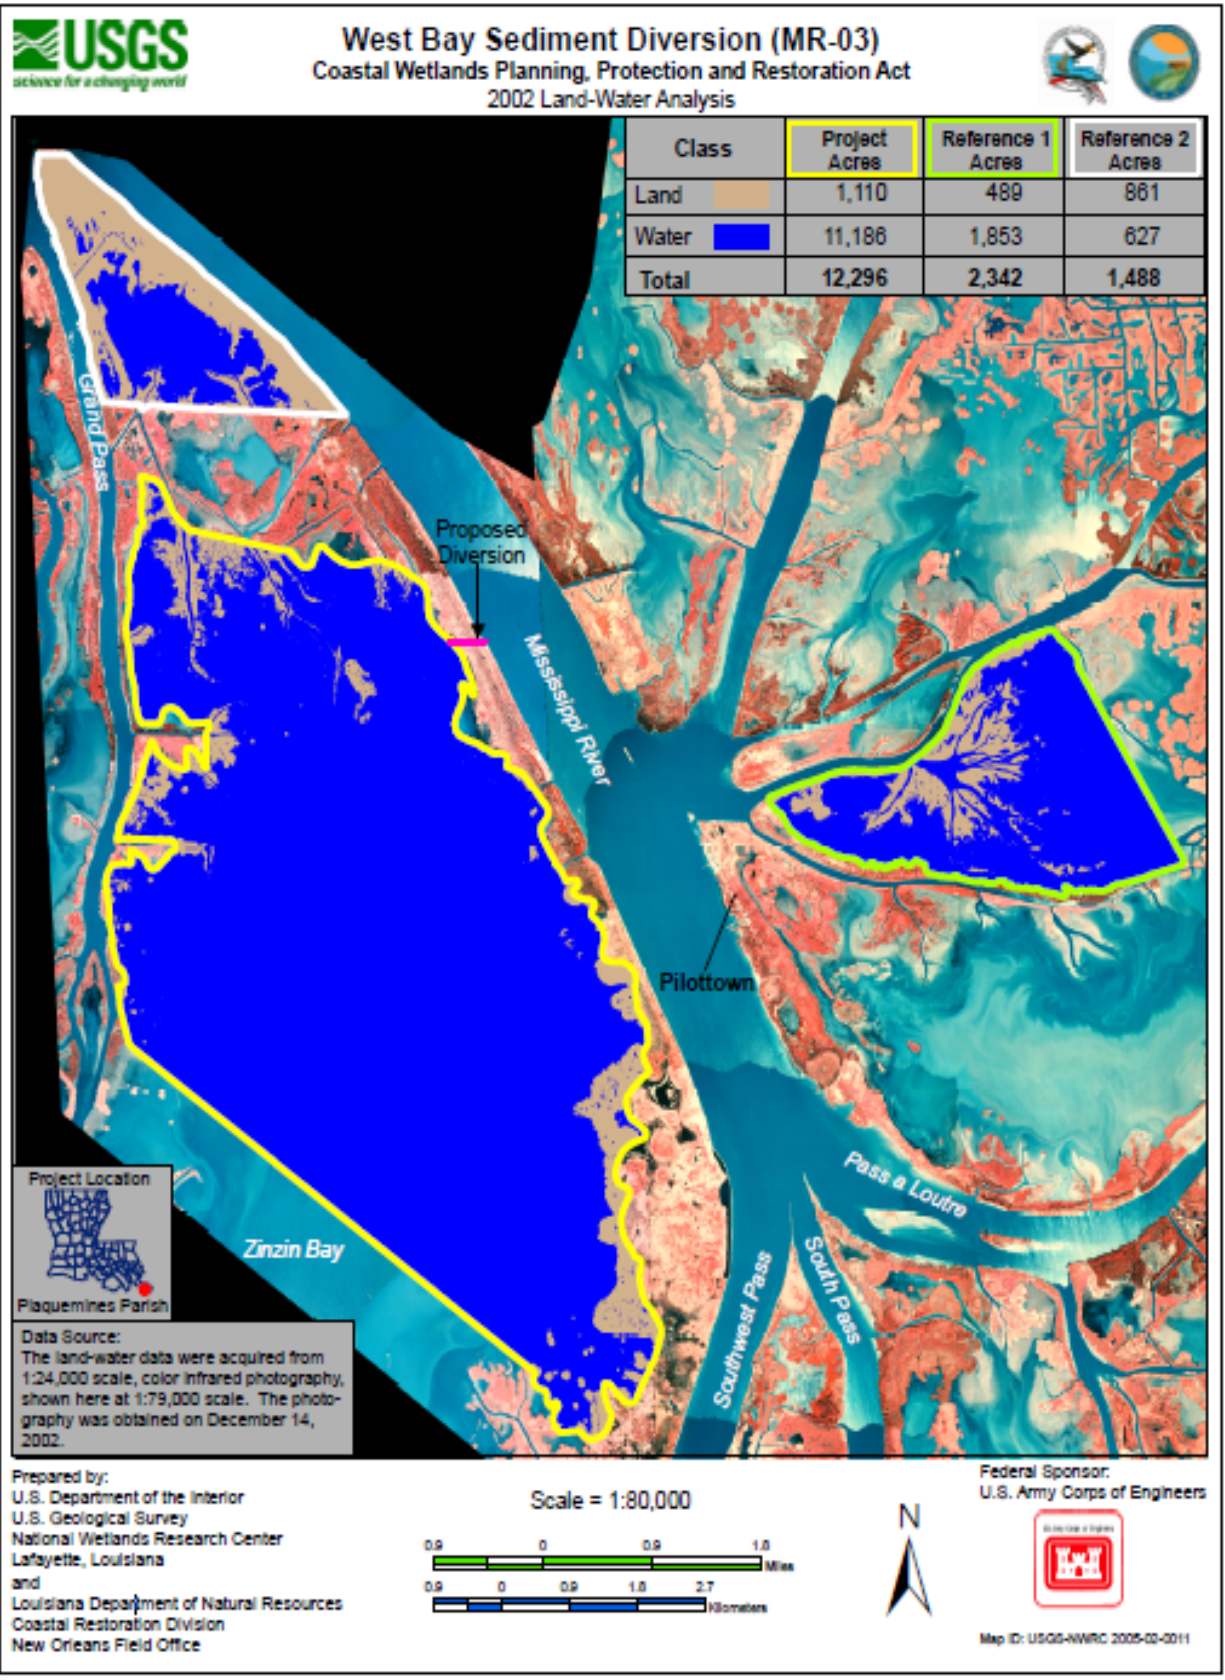 USGS
science for a changing world
West Bay Sediment Diversion (MR-03)
Coastal Wetlands Planning, Protection and Restoration Act
2002 Land-Water Analysis
Class Project Acres Reference 1 Acres Reference 2 Acres
Land 1,110 489 861
Water 11,186 1,853 627
Total 12,296 2,342 1,488
Grand Pass
Proposed
Diversion
Mississippi River
Pilottown
Pass a Loutre
South Pass
Southwest Pass
Zinzin Bay
Project Location
Plaquemines Parish
Data Source:
The land-water data were acquired from
1:24,000 scale, color infrared photography,
shown here at 1:79,000 scale. The photo-
graphy was obtained on December 14,
2002.
Prepared by:
U.S. Department of the Interior
U.S. Geological Survey
National Wetlands Research Center
Lafayette, Louisiana
and
Louisiana Department of Natural Resources
Coastal Restoration Division
New Orleans Field Office
Scale = 1:80,000
0.9 0 0.9 1.8
Miles
0.9 0 0.9 1.8 2.7
Kilometers
N
Federal Sponsor:
U.S. Army Corps of Engineers
Map ID: USGS-NWRC 2005-02-0011